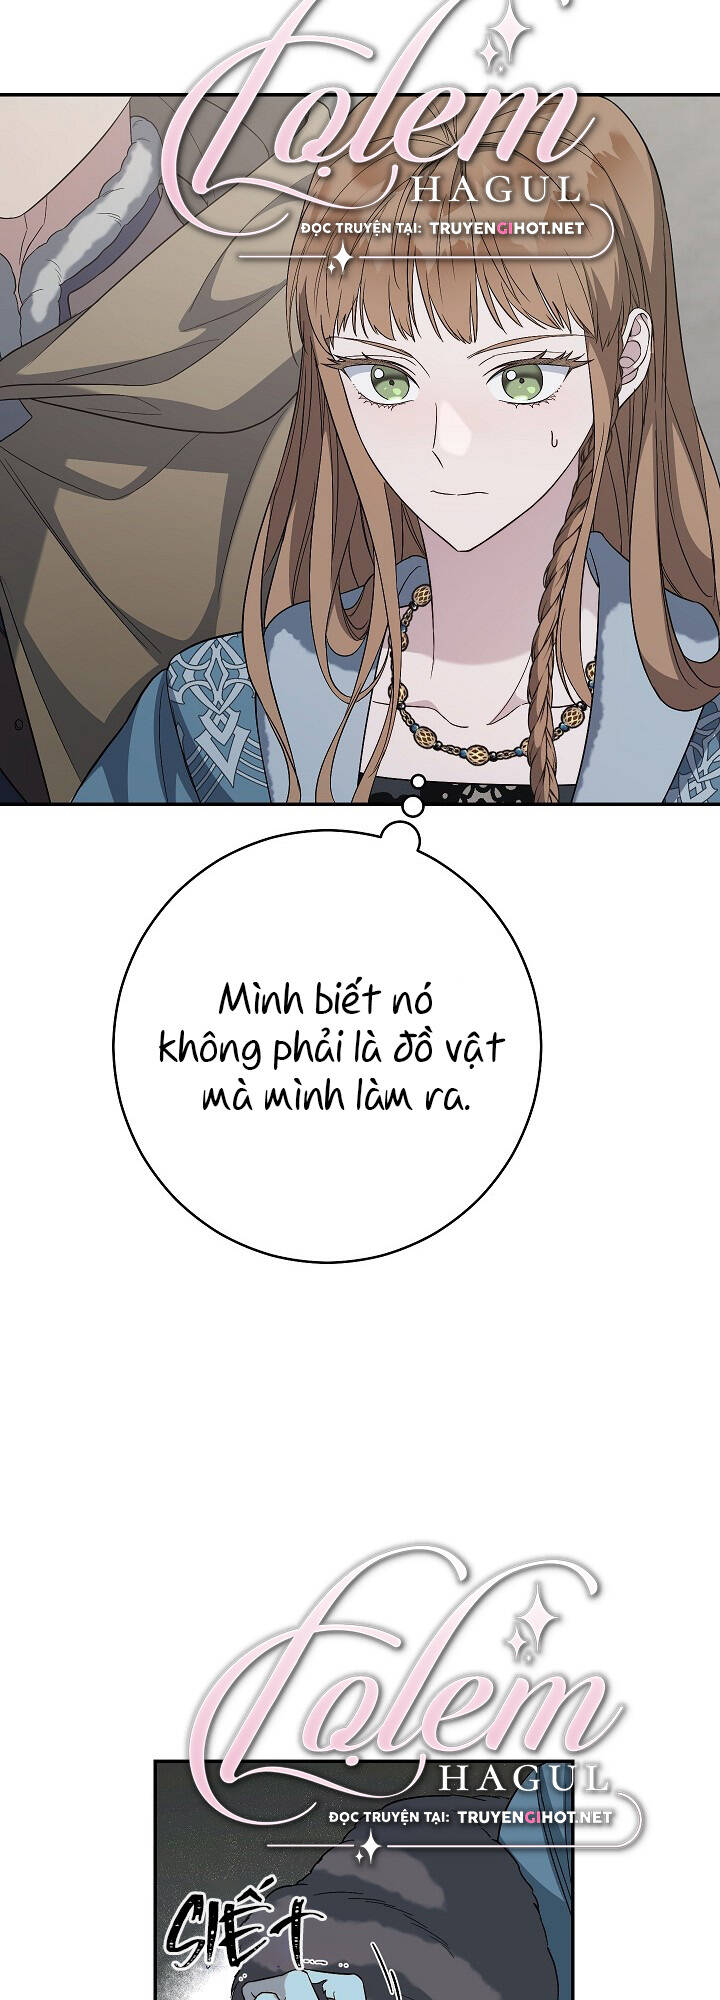 Lọlem
HAGUL
ĐỌC TRUYỆN TẠI: TRUYENGIHOT.NET
Mình biết nó
không phải là đồ vật
mà mình làm ra.
Lọlem
HAGUL
ĐỌC TRUYỆN TẠI: TRUYENGIHOT.NET
SIẾT